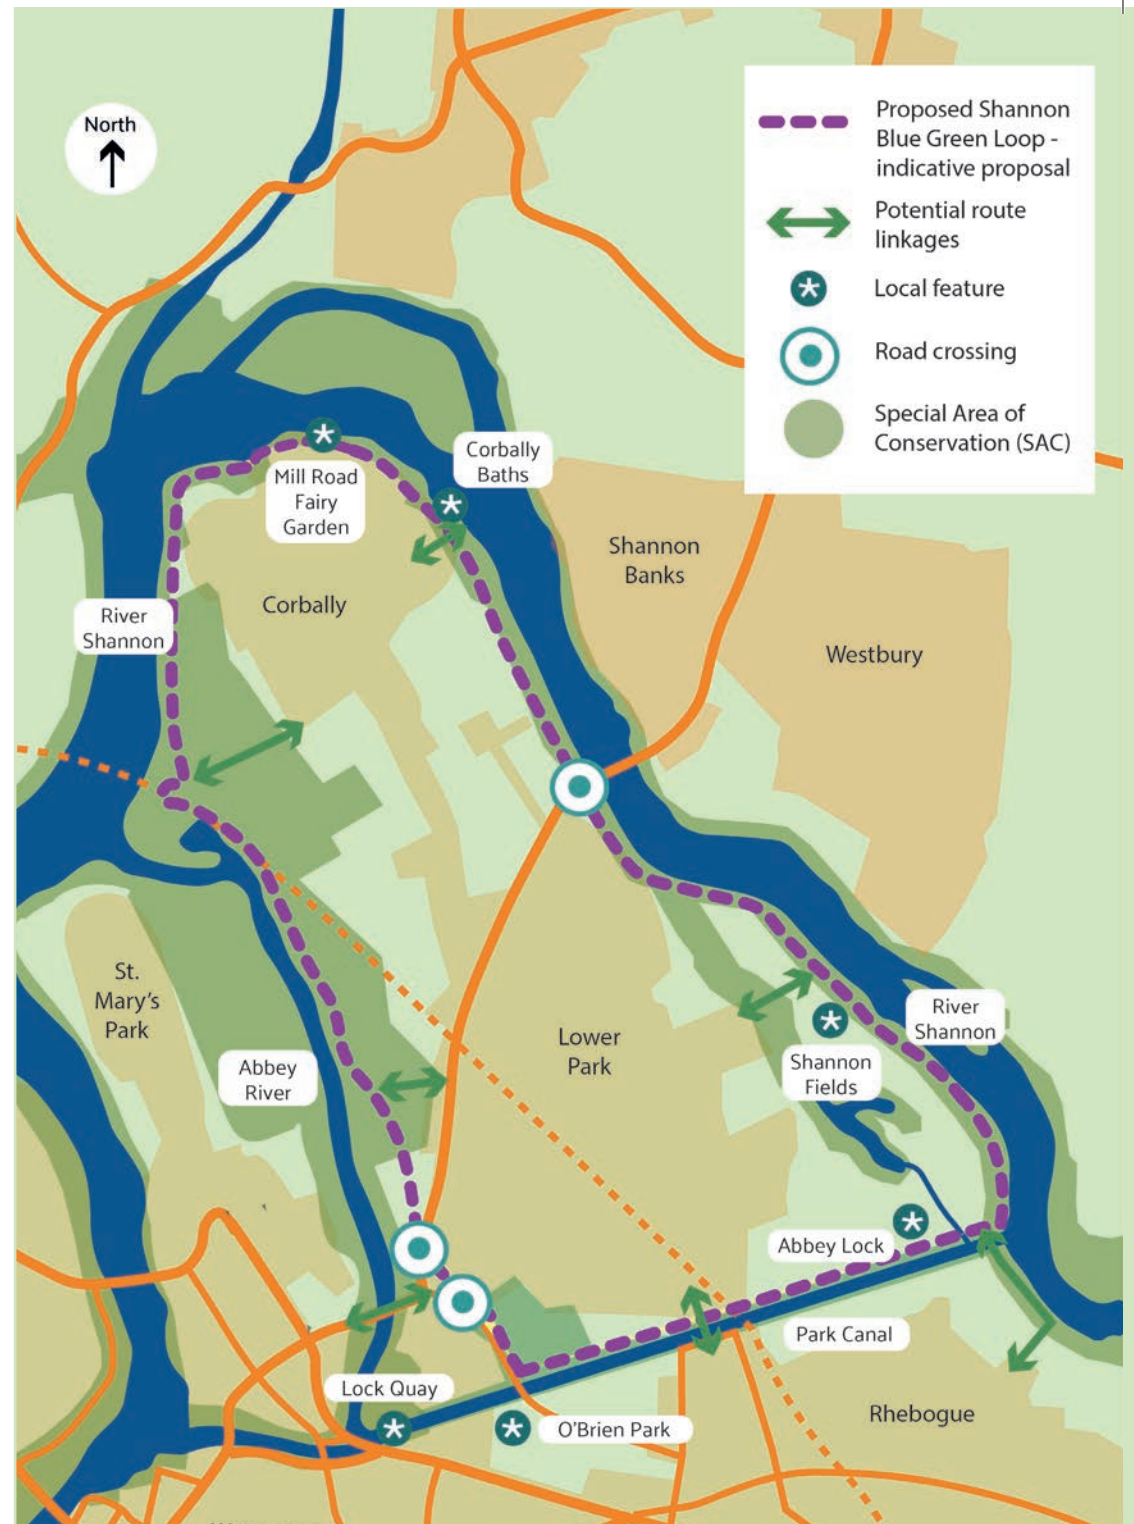 North
Proposed Shannon
Blue Green Loop -
indicative proposal
Potential route
linkages
Local feature
Road crossing
Special Area of
Conservation (SAC)
Corbally
Baths
Mill Road
Fairy
Garden
Shannon
Banks
Corbally
River
Shannon
Westbury
St.
Mary's
Park
River
Shannon
Lower
Park
Abbey
River
Shannon
Fields
Abbey Lock
Park Canal
Lock Quay
O'Brien Park
Rhebogue